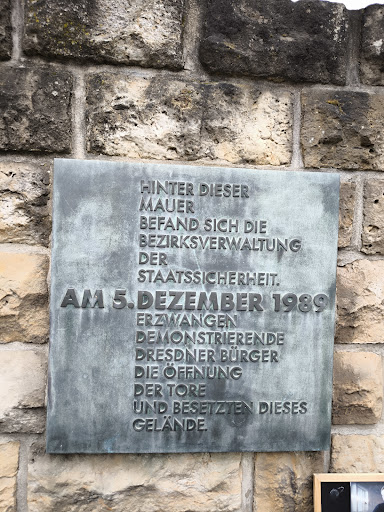 HINTER DIESER
MAUER
BEFAND SICH DIE
BEZIRKSVERWALTUNG
DER
STAATSSICHERHEIT.
AM 5. DEZEMBER 1989
ERZWANGEN
DEMONSTRIERENDE
DRESDNER BÜRGER
DIE ÖFFNUNG
DER TORE
UND BESETZTEN DIESES
GELÄNDE.